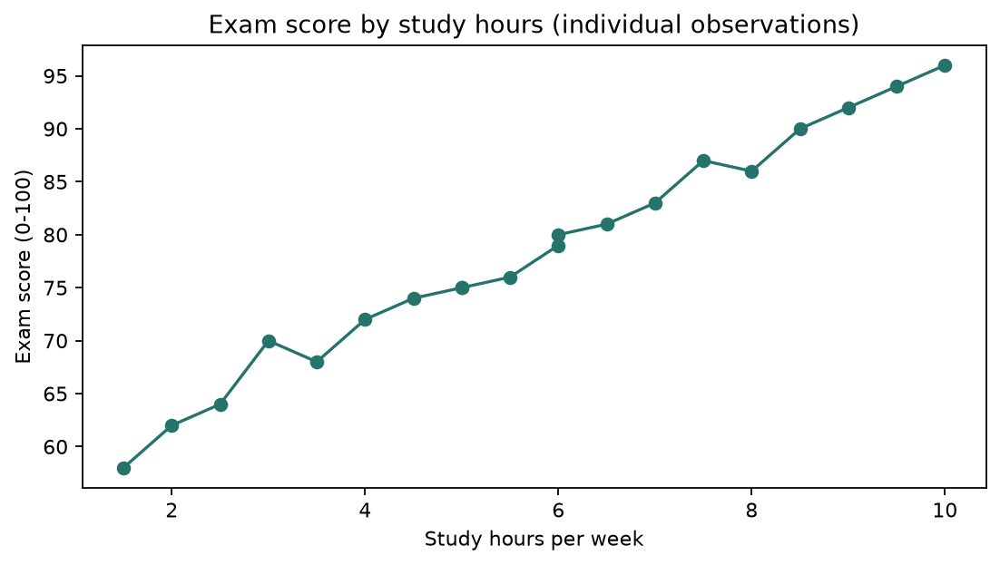 Exam score by study hours (individual observations)
Exam score (0-100)
95
90
85
80
75
70
65
60
2 4 6 8 10
Study hours per week